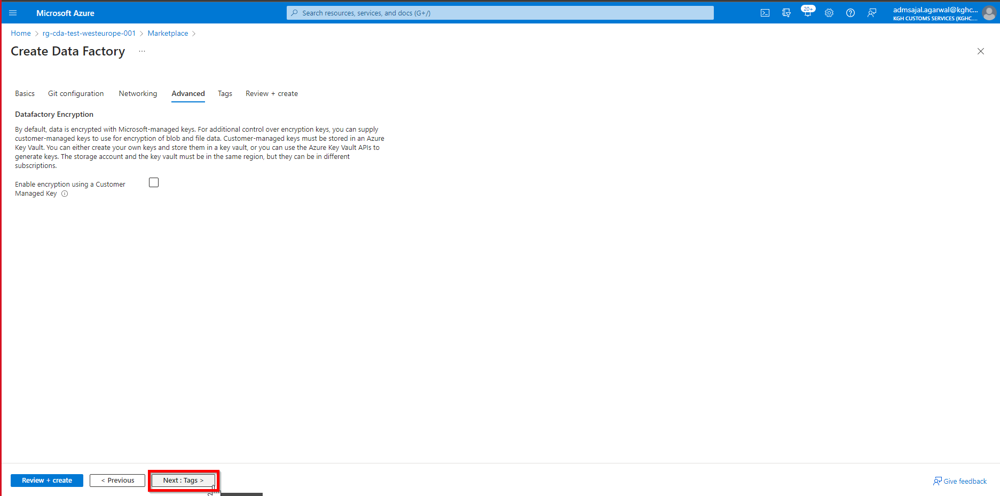 Microsoft Azure
Search resources, services, and docs (G+/)
20+
admsajal.agarwal@kghc...
KGH CUSTOMS SERVICES (KGHC....
Home > rg-cda-test-westeurope-001 > Marketplace >
Create Data Factory ...
Basics Git configuration Networking Advanced Tags Review + create
Datafactory Encryption
By default, data is encrypted with Microsoft-managed keys. For additional control over encryption keys, you can supply
customer-managed keys to use for encryption of blob and file data. Customer-managed keys must be stored in an Azure
Key Vault. You can either create your own keys and store them in a key vault, or you can use the Azure Key Vault APIs to
generate keys. The storage account and the key vault must be in the same region, but they can be in different
subscriptions.
Enable encryption using a Customer
Managed Key
Review + create < Previous Next : Tags > Give feedback